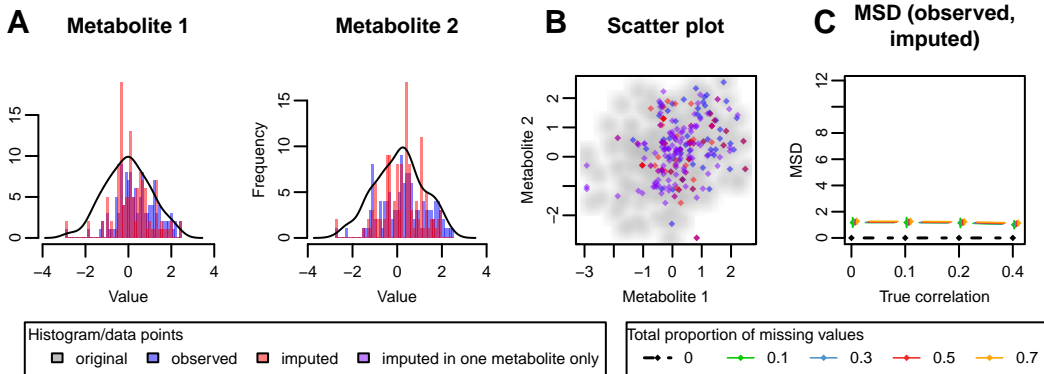 A
Metabolite 1
Metabolite 2
B
Scatter plot
C
MSD (observed,
imputed)
15
10
5
0
−4
−2
0
2
4
Value
Frequency
15
10
5
0
−4
−2
0
2
4
Value
Metabolite 2
2
1
0
−2
−3
−1
0
1
2
Metabolite 1
MSD
12
8
6
4
2
0
0
0.1
0.2
0.4
True correlation
Histogram/data points
original
observed
imputed
imputed in one metabolite only
Total proportion of missing values
0
0.1
0.3
0.5
0.7